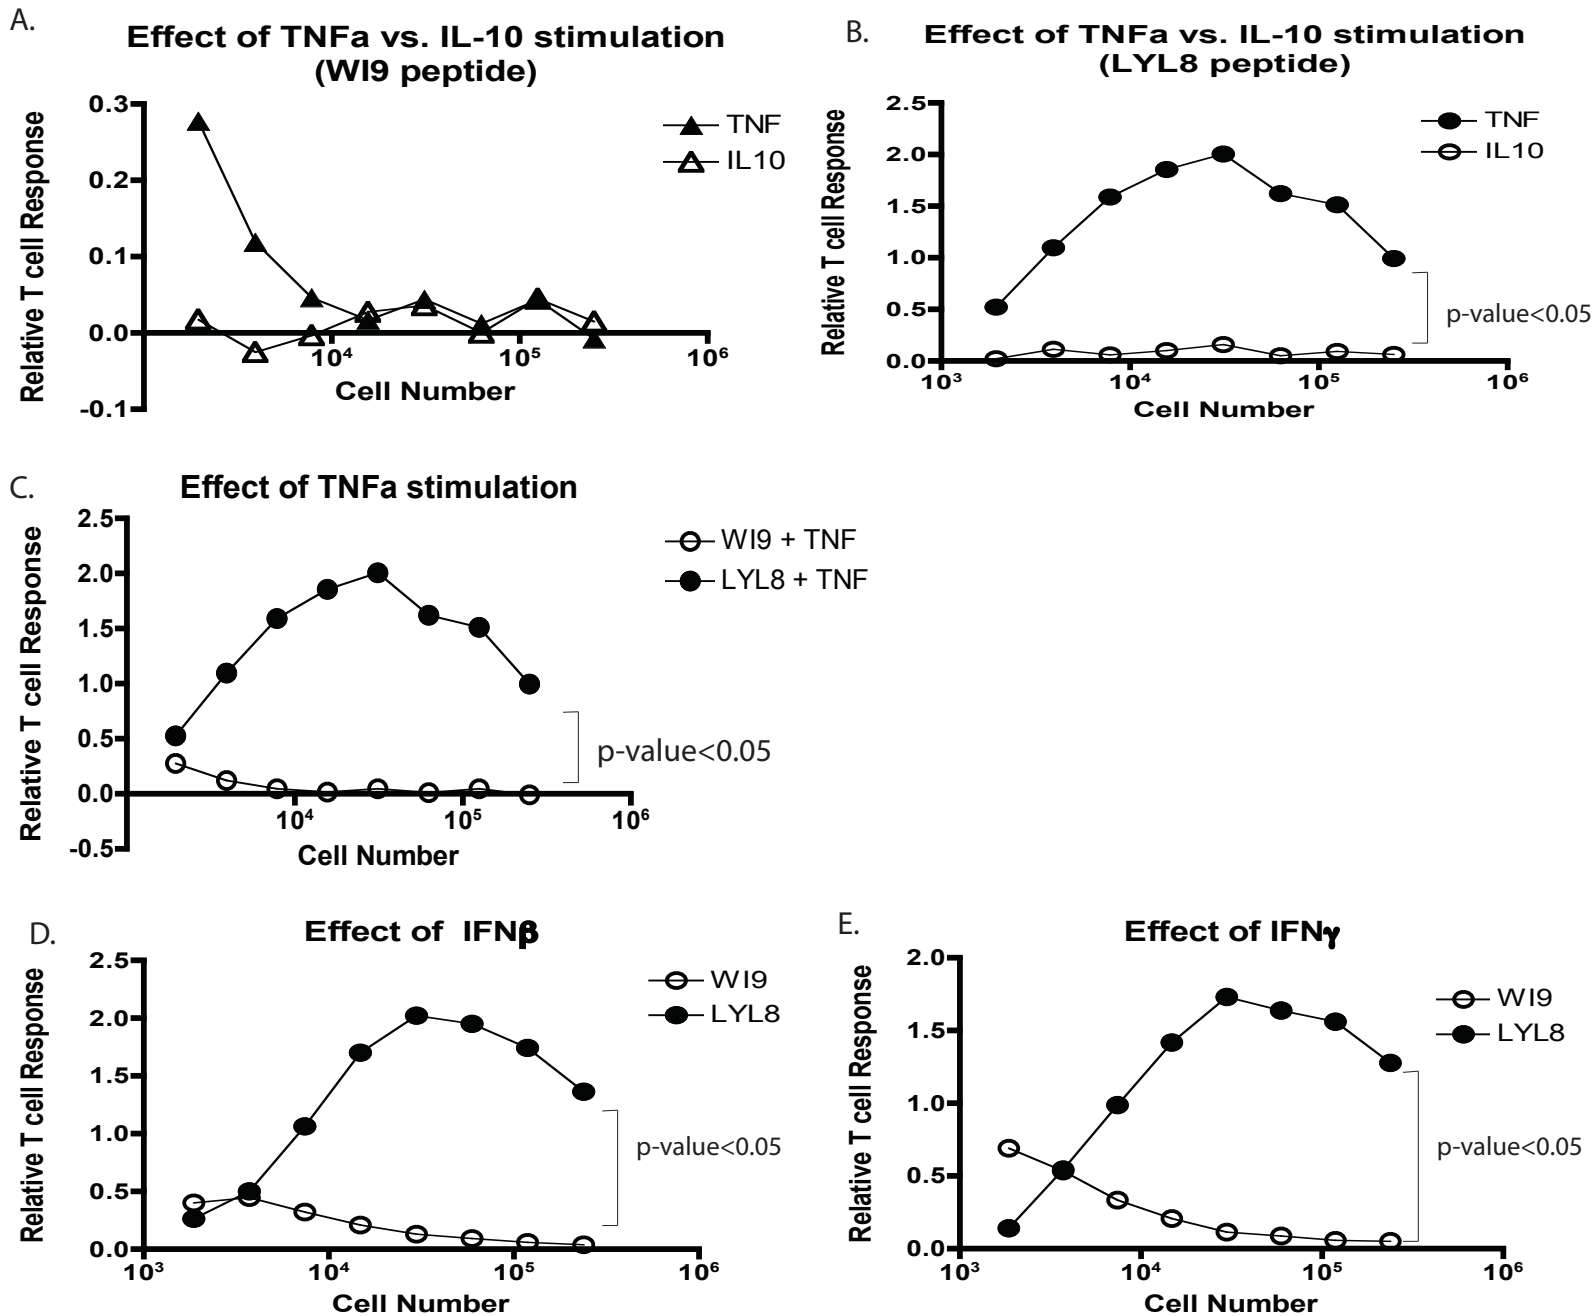 A.
Effect of TNFa vs. IL-10 stimulation
(WI9 peptide)
Relative T cell Response
0.3
0.2
0.1
0.0
-0.1
10⁴
10⁵
10⁶
Cell Number
TNF
IL10
B.
Effect of TNFa vs. IL-10 stimulation
(LYL8 peptide)
Relative T cell Response
2.5
2.0
1.5
1.0
0.5
0.0
10³
10⁴
10⁵
10⁶
Cell Number
TNF
IL10
p-value<0.05
C.
Effect of TNFa stimulation
Relative T cell Response
2.5
2.0
1.5
1.0
0.5
0.0
-0.5
10⁴
10⁵
10⁶
Cell Number
WI9 + TNF
LYL8 + TNF
p-value<0.05
D.
Effect of IFNβ
Relative T cell Response
2.5
2.0
1.5
1.0
0.5
0.0
10³
10⁴
10⁵
10⁶
Cell Number
WI9
LYL8
p-value<0.05
E.
Effect of IFNγ
Relative T cell Response
2.0
1.5
1.0
0.5
0.0
10³
10⁴
10⁵
10⁶
Cell Number
WI9
LYL8
p-value<0.05